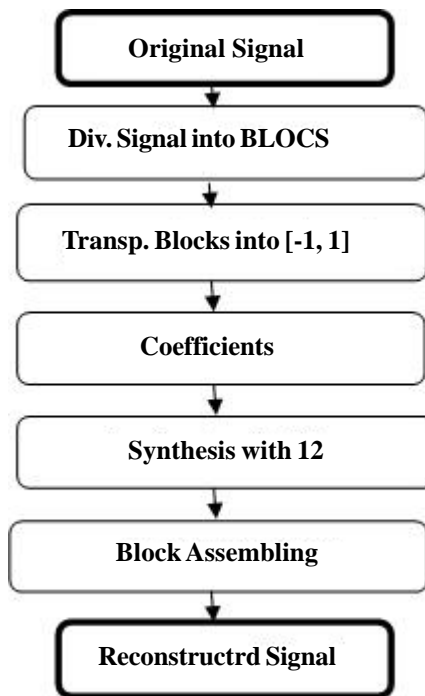 Original Signal
Div. Signal into BLOCS
Transp. Blocks into [-1, 1]
Coefficients
Synthesis with 12
Block Assembling
Reconstructrd Signal